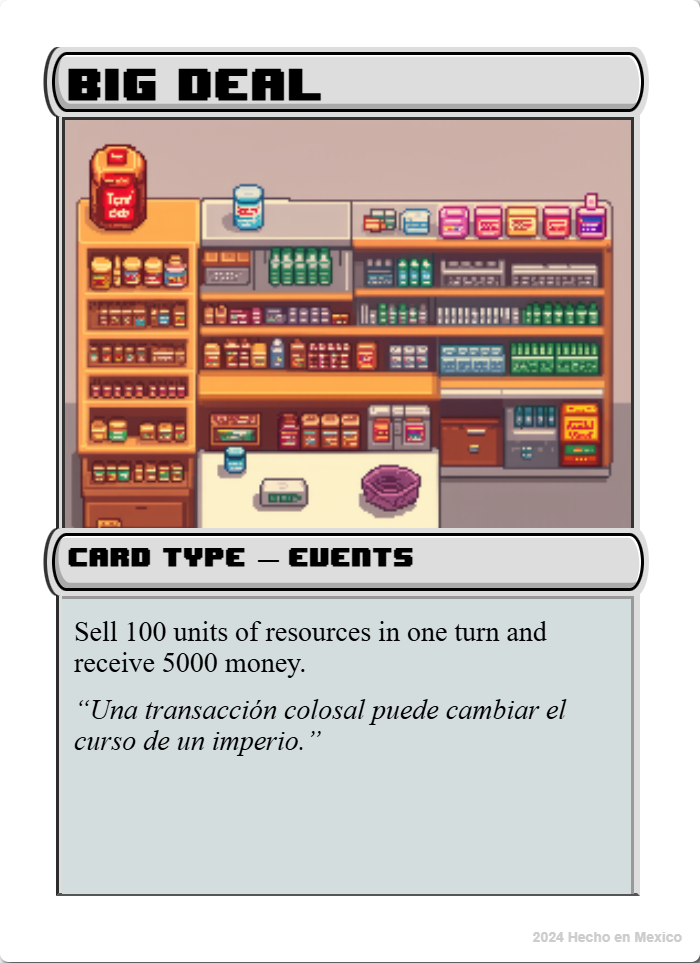 BIG DEAL
CARD TYPE — EVENTS
Sell 100 units of resources in one turn and
receive 5000 money.
“Una transacción colosal puede cambiar el
curso de un imperio.”
2024 Hecho en Mexico